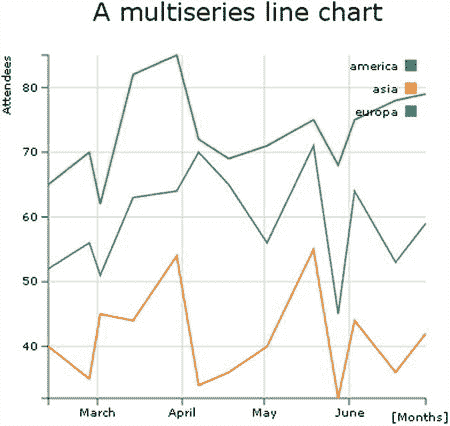 A multiseries line chart
Attendees
america
asia
europa
80
70
60
50
40
March April May June
[Months]